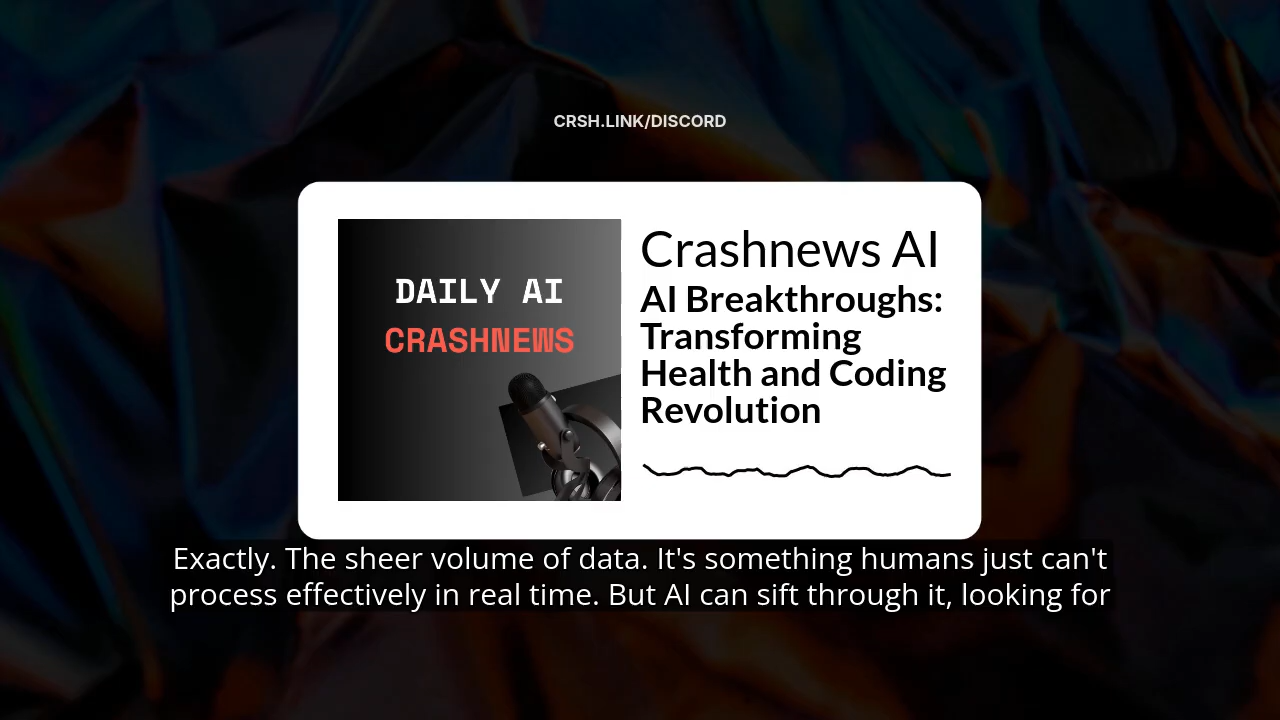 CRSH.LINK/DISCORD
DAILY AI
CRASHNEWS
Crashnews AI
AI Breakthroughs:
Transforming
Health and Coding
Revolution
Exactly. The sheer volume of data. It's something humans just can't
process effectively in real time. But AI can sift through it, looking for